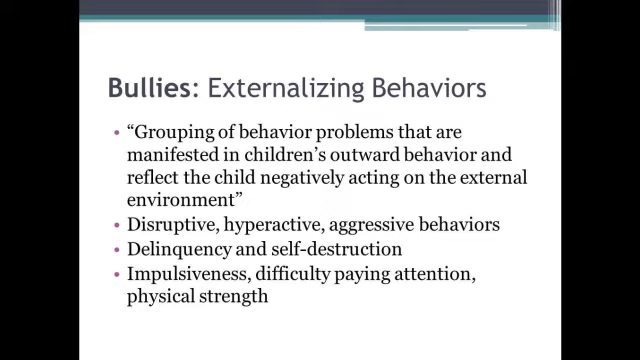 Bullies: Externalizing Behaviors
• “Grouping of behavior problems that are
manifested in children’s outward behavior and
reflect the child negatively acting on the external
environment”
• Disruptive, hyperactive, aggressive behaviors
• Delinquency and self-destruction
• Impulsiveness, difficulty paying attention,
physical strength